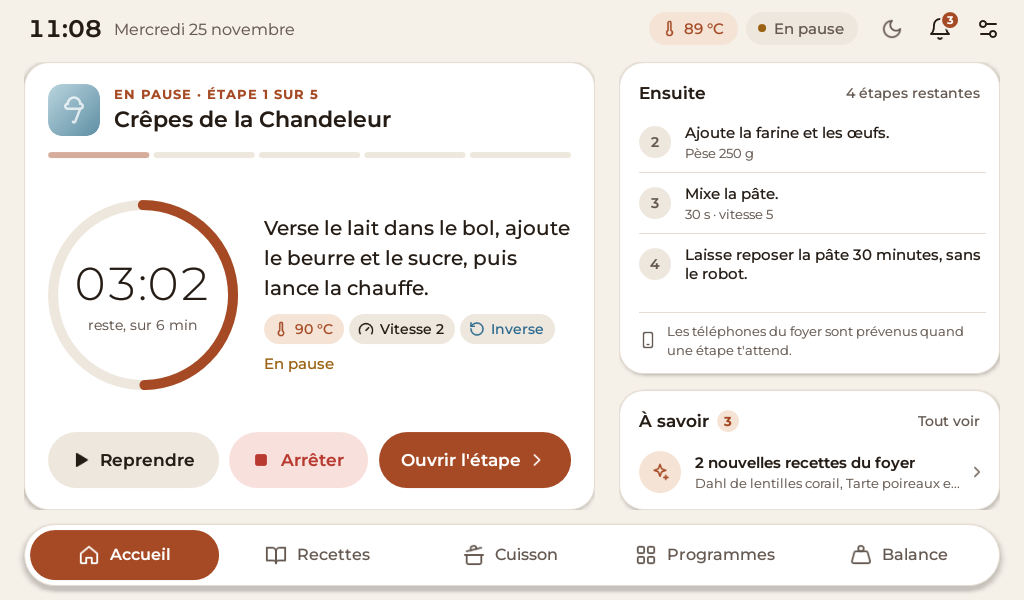 11:08 Mercredi 25 novembre
89 °C
En pause
3
EN PAUSE · ÉTAPE 1 SUR 5
Crêpes de la Chandeleur
03:02
reste, sur 6 min
Verse le lait dans le bol, ajoute
le beurre et le sucre, puis
lance la chauffe.
90 °C
Vitesse 2
Inverse
En pause
Reprendre
Arrêter
Ouvrir l'étape
Ensuite
4 étapes restantes
2
Ajoute la farine et les œufs.
Pèse 250 g
3
Mixe la pâte.
30 s · vitesse 5
4
Laisse reposer la pâte 30 minutes, sans
le robot.
Les téléphones du foyer sont prévenus quand
une étape t'attend.
À savoir 3
Tout voir
2 nouvelles recettes du foyer
Dahl de lentilles corail, Tarte poireaux e...
Accueil
Recettes
Cuisson
Programmes
Balance